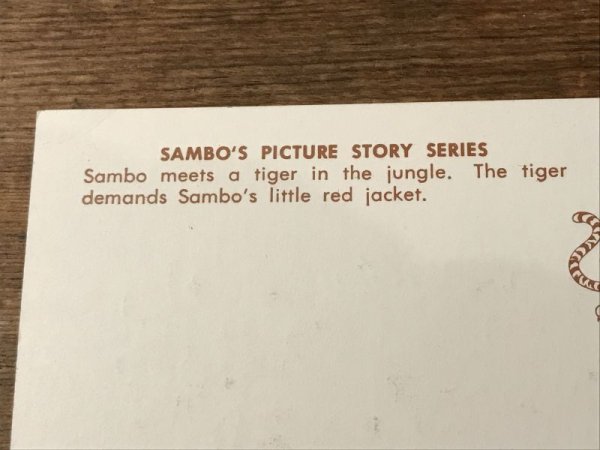 SAMBO'S PICTURE STORY SERIES
Sambo meets a tiger in the jungle. The tiger
demands Sambo's little red jacket.